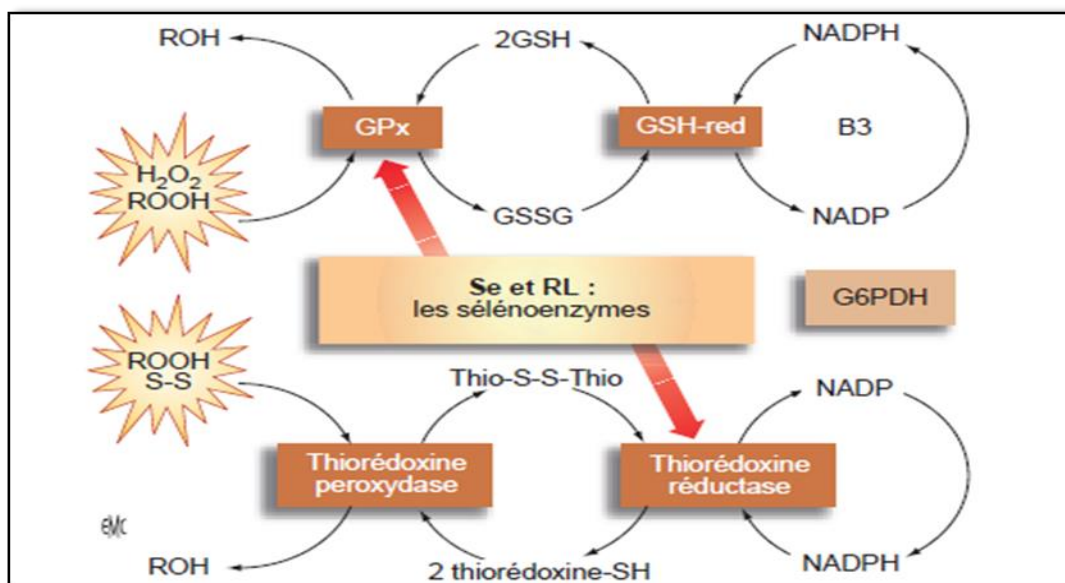 ROH
2GSH
NADPH
GPx
GSH-red
B3
H₂O₂
ROOH
GSSG
NADP
Se et RL :
les sélénoenzymes
G6PDH
ROOH
S-S
Thio-S-S-Thio
NADP
Thiorédoxine
peroxydase
Thiorédoxine
réductase
eMc
ROH
2 thiorédoxine-SH
NADPH